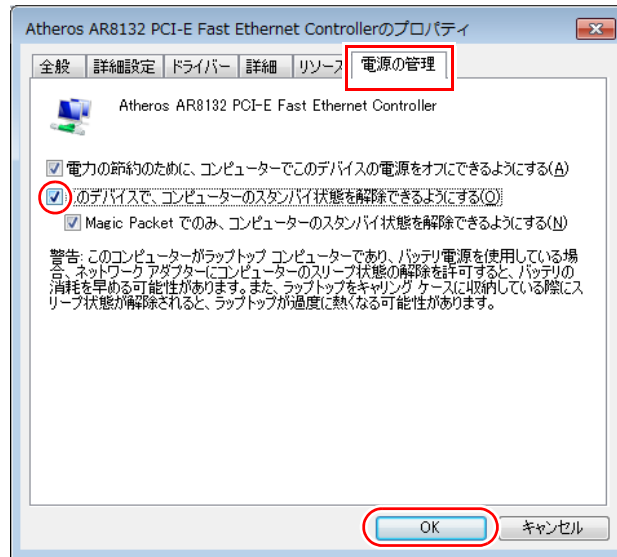 Atheros AR8132 PCI-E Fast Ethernet Controllerのプロパティ
全般 詳細設定 ドライバー 詳細 リソース 電源の管理
Atheros AR8132 PCI-E Fast Ethernet Controller
電力の節約のために、コンピューターでこのデバイスの電源をオフにできるようにする(A)
のデバイスで、コンピューターのスタンバイ状態を解除できるようにする(O)
Magic Packet でのみ、コンピューターのスタンバイ状態を解除できるようにする(N)
警告: このコンピューターがラップトップ コンピューターであり、バッテリ電源を使用している場
合、ネットワーク アダプターにコンピューターのスリープ状態の解除を許可すると、バッテリの
消耗を早める可能性があります。また、ラップトップをキャリング ケースに収納している際にス
リープ状態が解除されると、ラップトップが過度に熱くなる可能性があります。
OK キャンセル